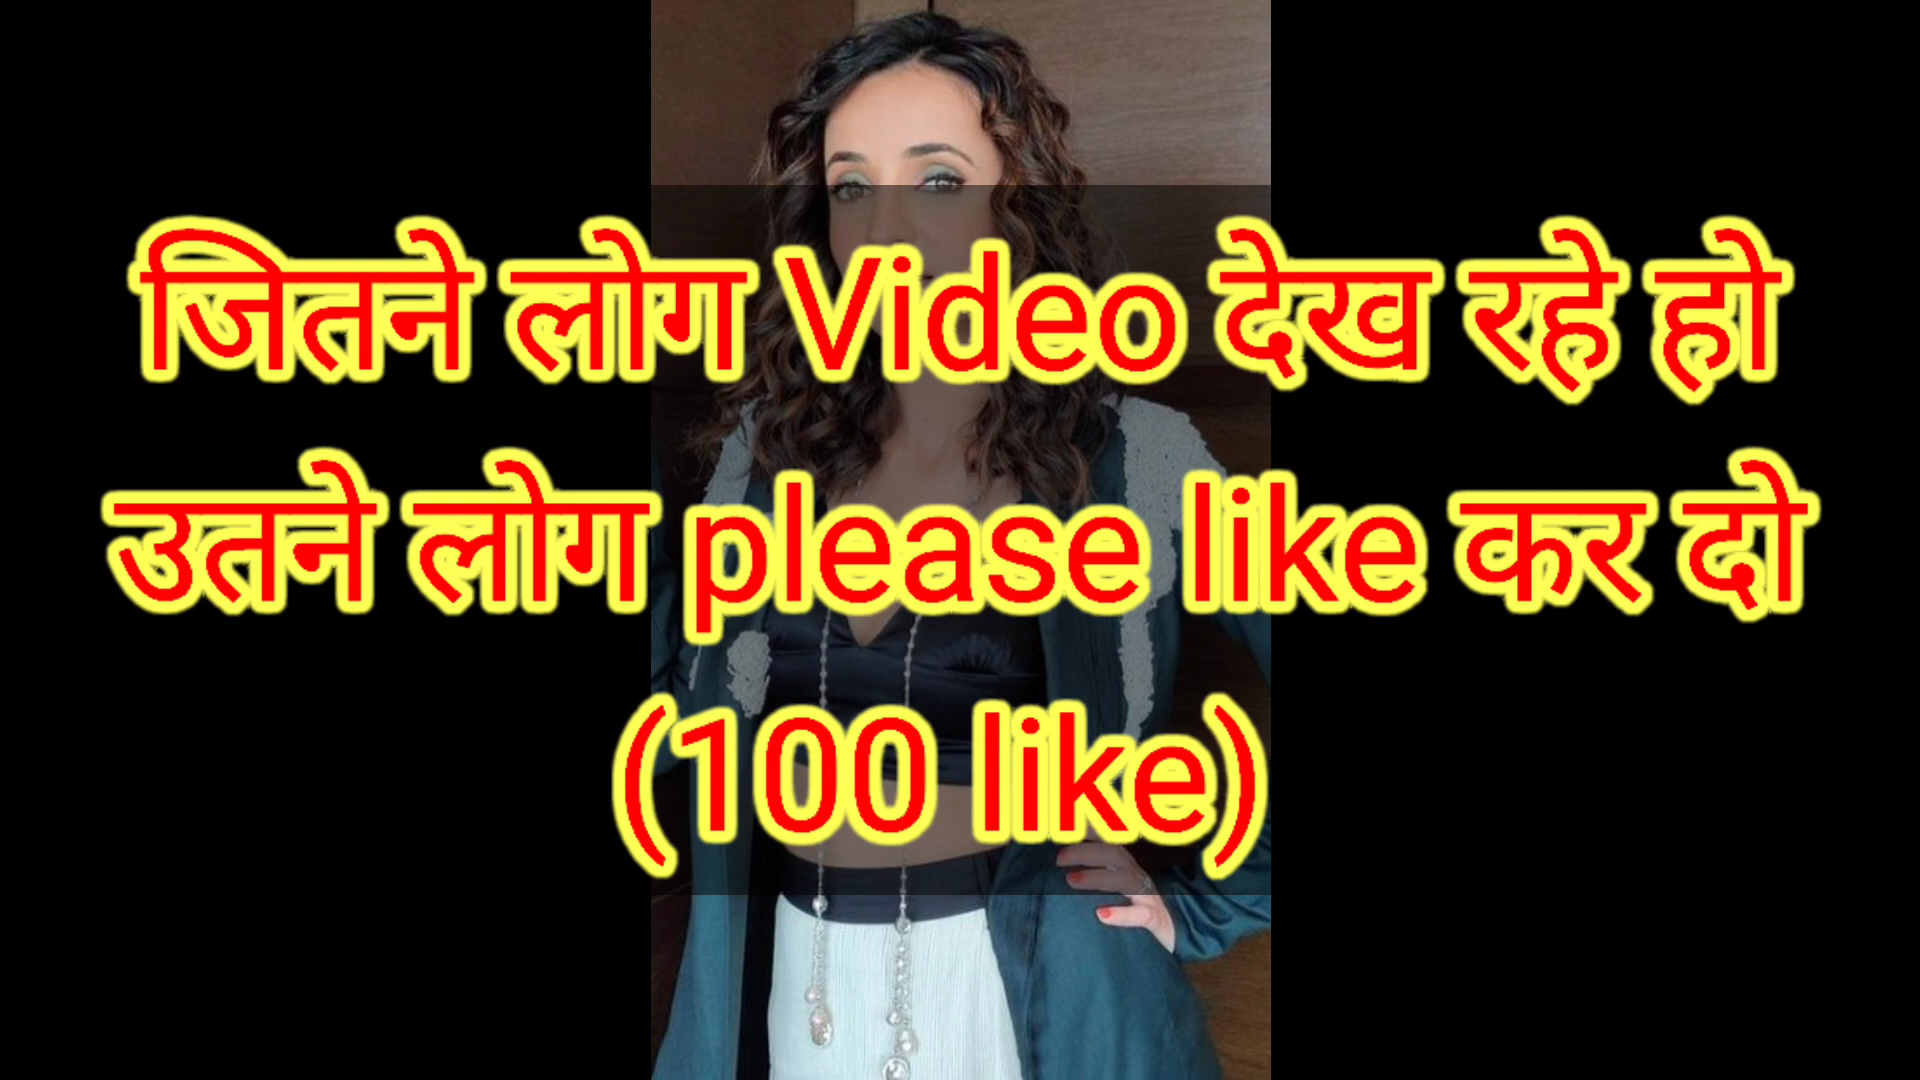 जितने लोग Video देख रहे हो
उतने लोग please like कर दो
(100 like)